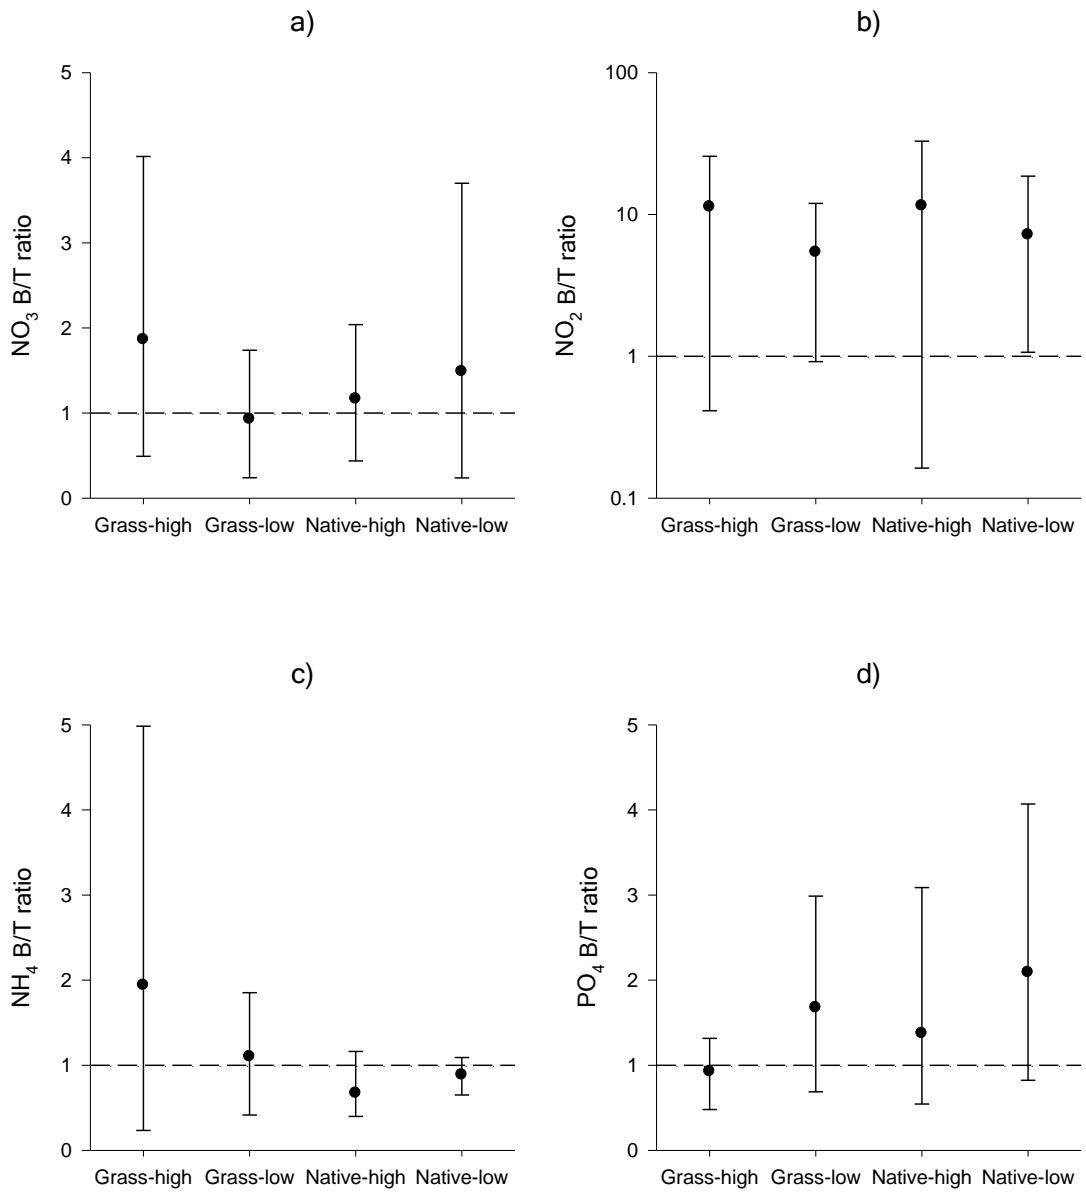 a)
NO3 B/T ratio
5
4
3
2
1
0
Grass-high Grass-low Native-high Native-low
b)
NO2 B/T ratio
100
10
1
0.1
Grass-high Grass-low Native-high Native-low
c)
NH4 B/T ratio
5
4
3
2
1
0
Grass-high Grass-low Native-high Native-low
d)
PO4 B/T ratio
5
4
3
2
1
0
Grass-high Grass-low Native-high Native-low